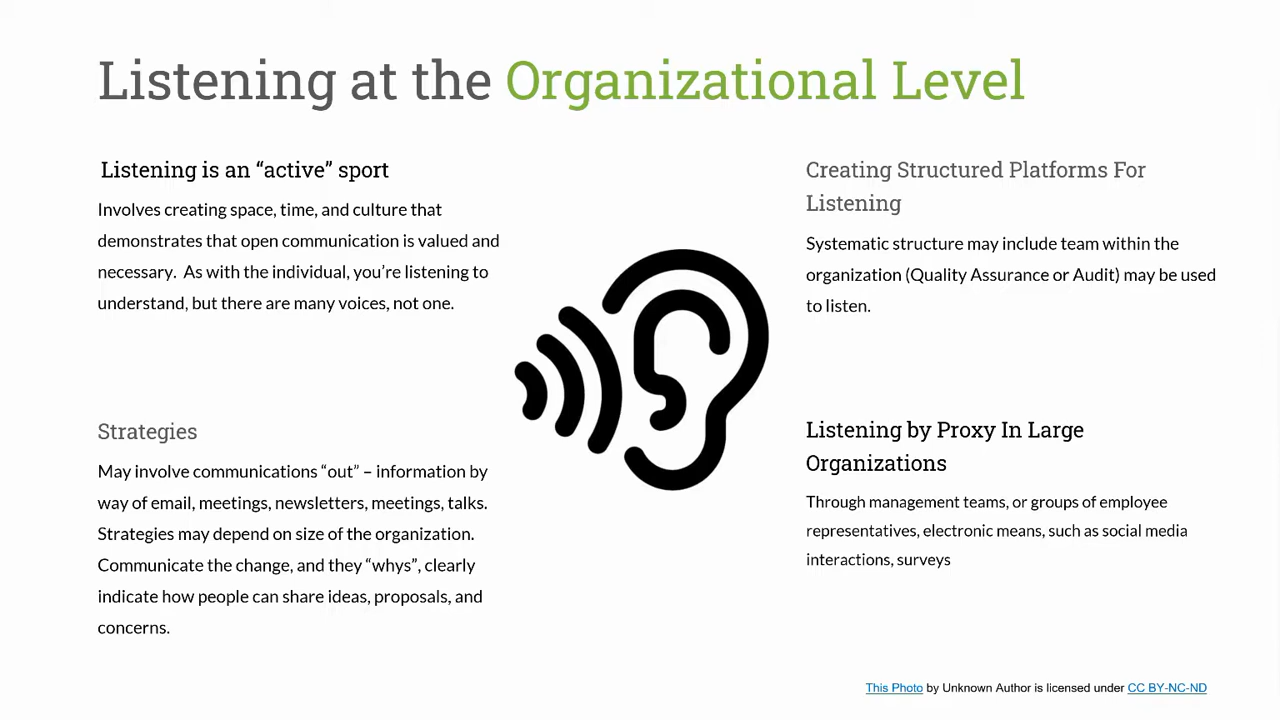 Listening at the Organizational Level
Listening is an “active” sport
Involves creating space, time, and culture that
demonstrates that open communication is valued and
necessary.  As with the individual, you’re listening to
understand, but there are many voices, not one.
Strategies
May involve communications “out” – information by
way of email, meetings, newsletters, meetings, talks.
Strategies may depend on size of the organization.
Communicate the change, and they “whys”, clearly
indicate how people can share ideas, proposals, and
concerns.
Creating Structured Platforms For
Listening
Systematic structure may include team within the
organization (Quality Assurance or Audit) may be used
to listen.
Listening by Proxy In Large
Organizations
Through management teams, or groups of employee
representatives, electronic means, such as social media
interactions, surveys
This Photo by Unknown Author is licensed under CC BY-NC-ND